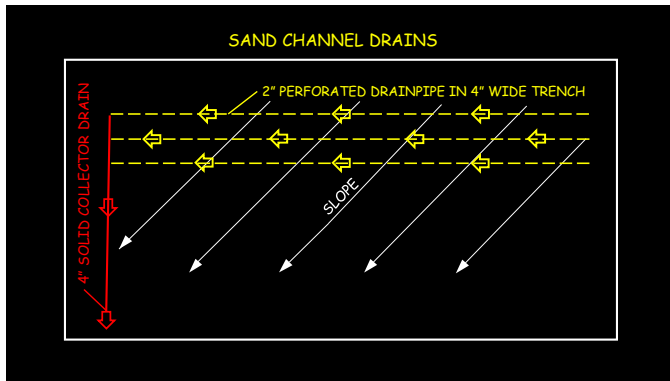 SAND CHANNEL DRAINS
2" PERFORATED DRAINPIPE IN 4" WIDE TRENCH
4" SOLID COLLECTOR DRAIN
SLOPE